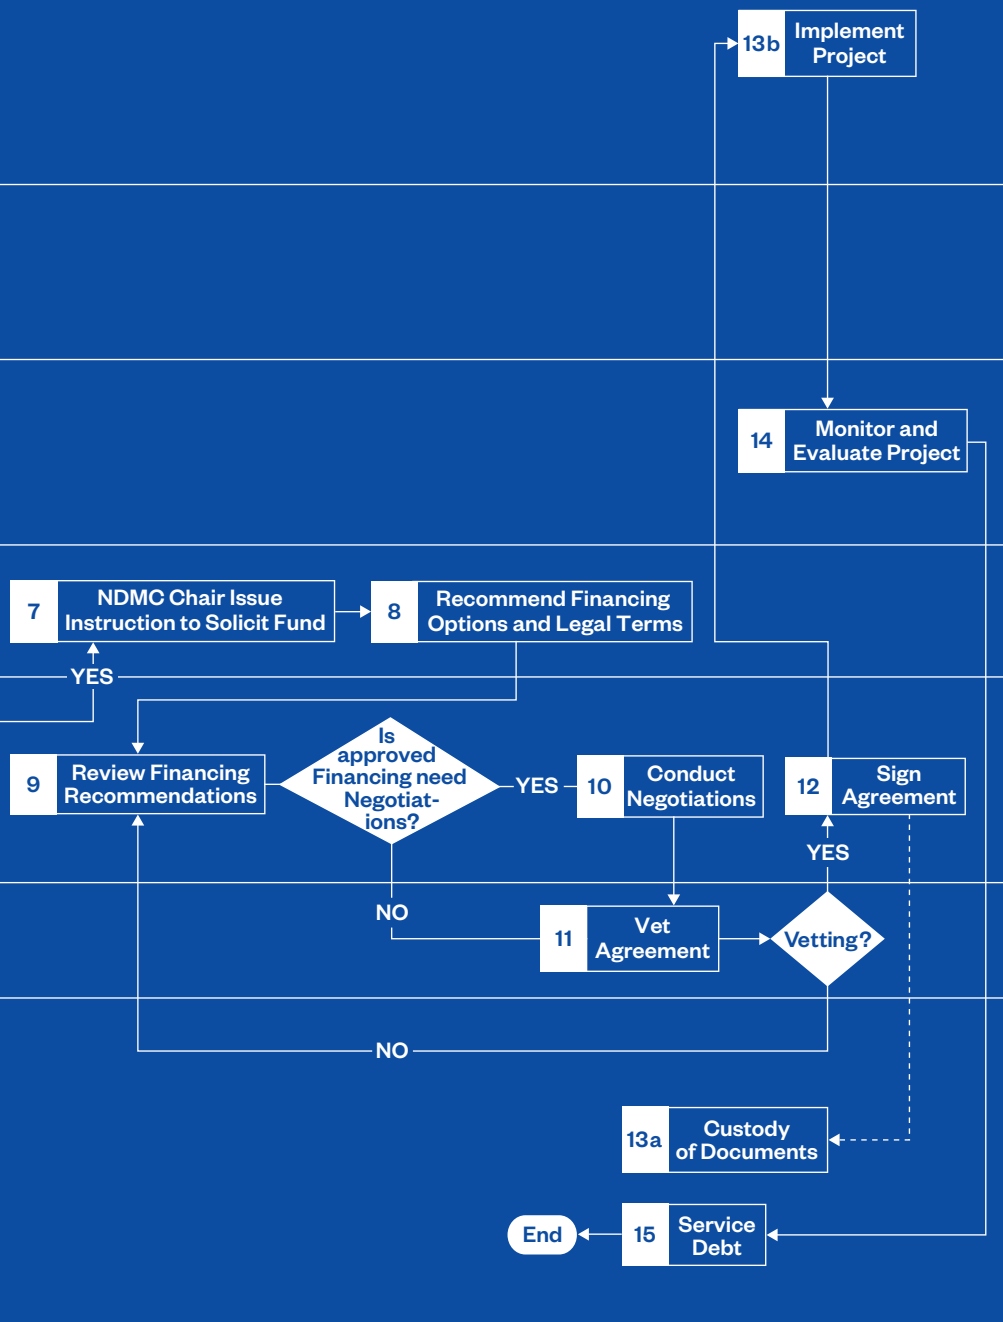 13b
Implement
Project
14
Monitor and
Evaluate Project
7
NDMC Chair Issue
Instruction to Solicit Fund
8
Recommend Financing
Options and Legal Terms
YES
9
Review Financing
Recommendations
Is
approved
Financing need
Negotiat-
ions?
YES
10
Conduct
Negotiations
12
Sign
Agreement
YES
NO
11
Vet
Agreement
Vetting?
NO
13a
Custody
of Documents
End
15
Service
Debt